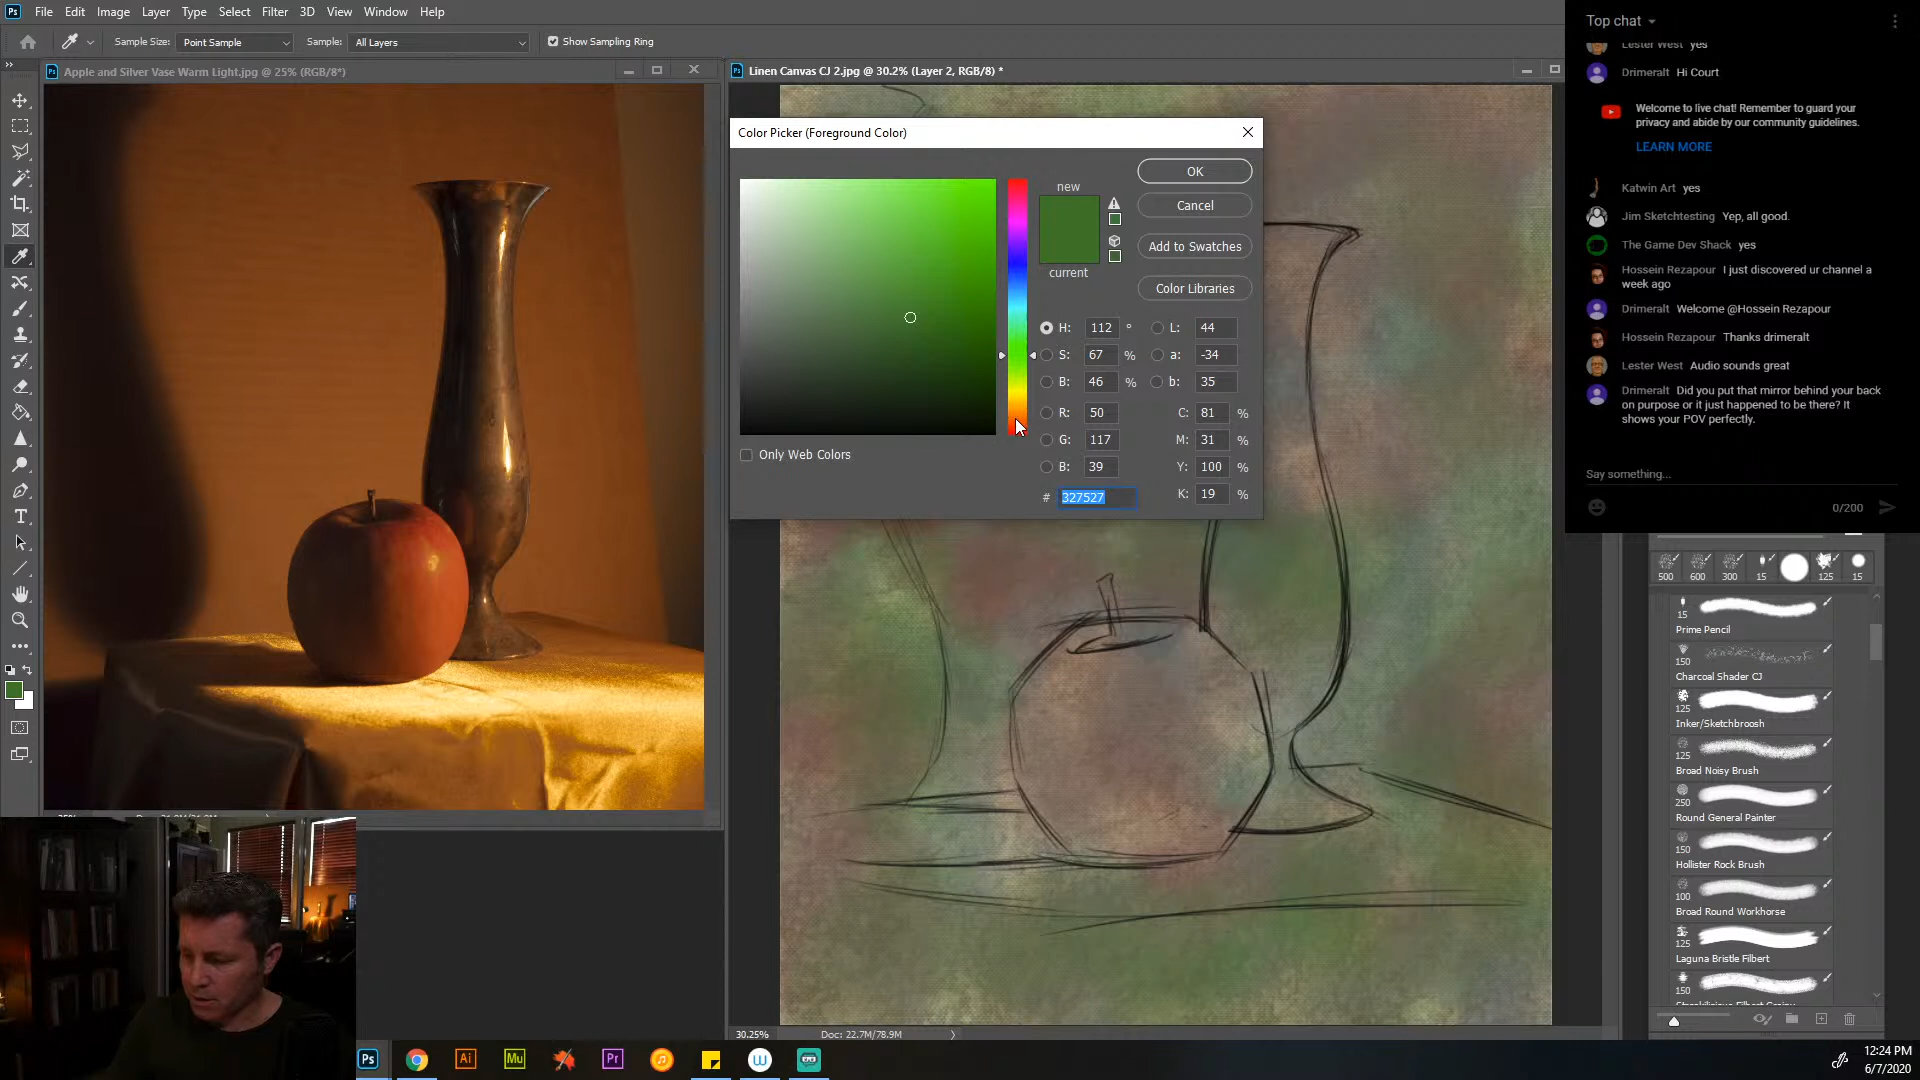 Ps File Edit Image Layer Type Select Filter 3D View Window Help
Sample Size: Point Sample Sample: All Layers Show Sampling Ring
Ps Apple and Silver Vase Warm Light.jpg @ 25% (RGB/8*)
Ps Linen Canvas CJ 2.jpg @ 30.2% (Layer 2, RGB/8) *
Color Picker (Foreground Color)
new
current
OK
Cancel
Add to Swatches
Color Libraries
H: 112 °
S: 67 %
B: 46 %
R: 50
G: 117
B: 39
# 327527
L: 44
a: -34
b: 35
C: 81 %
M: 31 %
Y: 100 %
K: 19 %
Only Web Colors
30.25% Doc: 22.7M/78.9M
Top chat
Lester West yes
Drimeralt Hi Court
Welcome to live chat! Remember to guard your
privacy and abide by our community guidelines.
LEARN MORE
Katwin Art yes
Jim Sketchtesting Yep, all good.
The Game Dev Shack yes
Hossein Rezapour I just discovered ur channel a
week ago
Drimeralt Welcome @Hossein Rezapour
Hossein Rezapour Thanks drimeralt
Lester West Audio sounds great
Drimeralt Did you put that mirror behind your back
on purpose or it just happened to be there? It
shows your POV perfectly.
Say something...
0/200
500 600 300 15 125 15
15
Prime Pencil
150
Charcoal Shader CJ
125
Inker/Sketchbroosh
125
Broad Noisy Brush
250
Round General Painter
150
Hollister Rock Brush
100
Broad Round Workhorse
125
Laguna Bristle Filbert
150
Ps Ai Mu Pr W
12:24 PM
6/7/2020